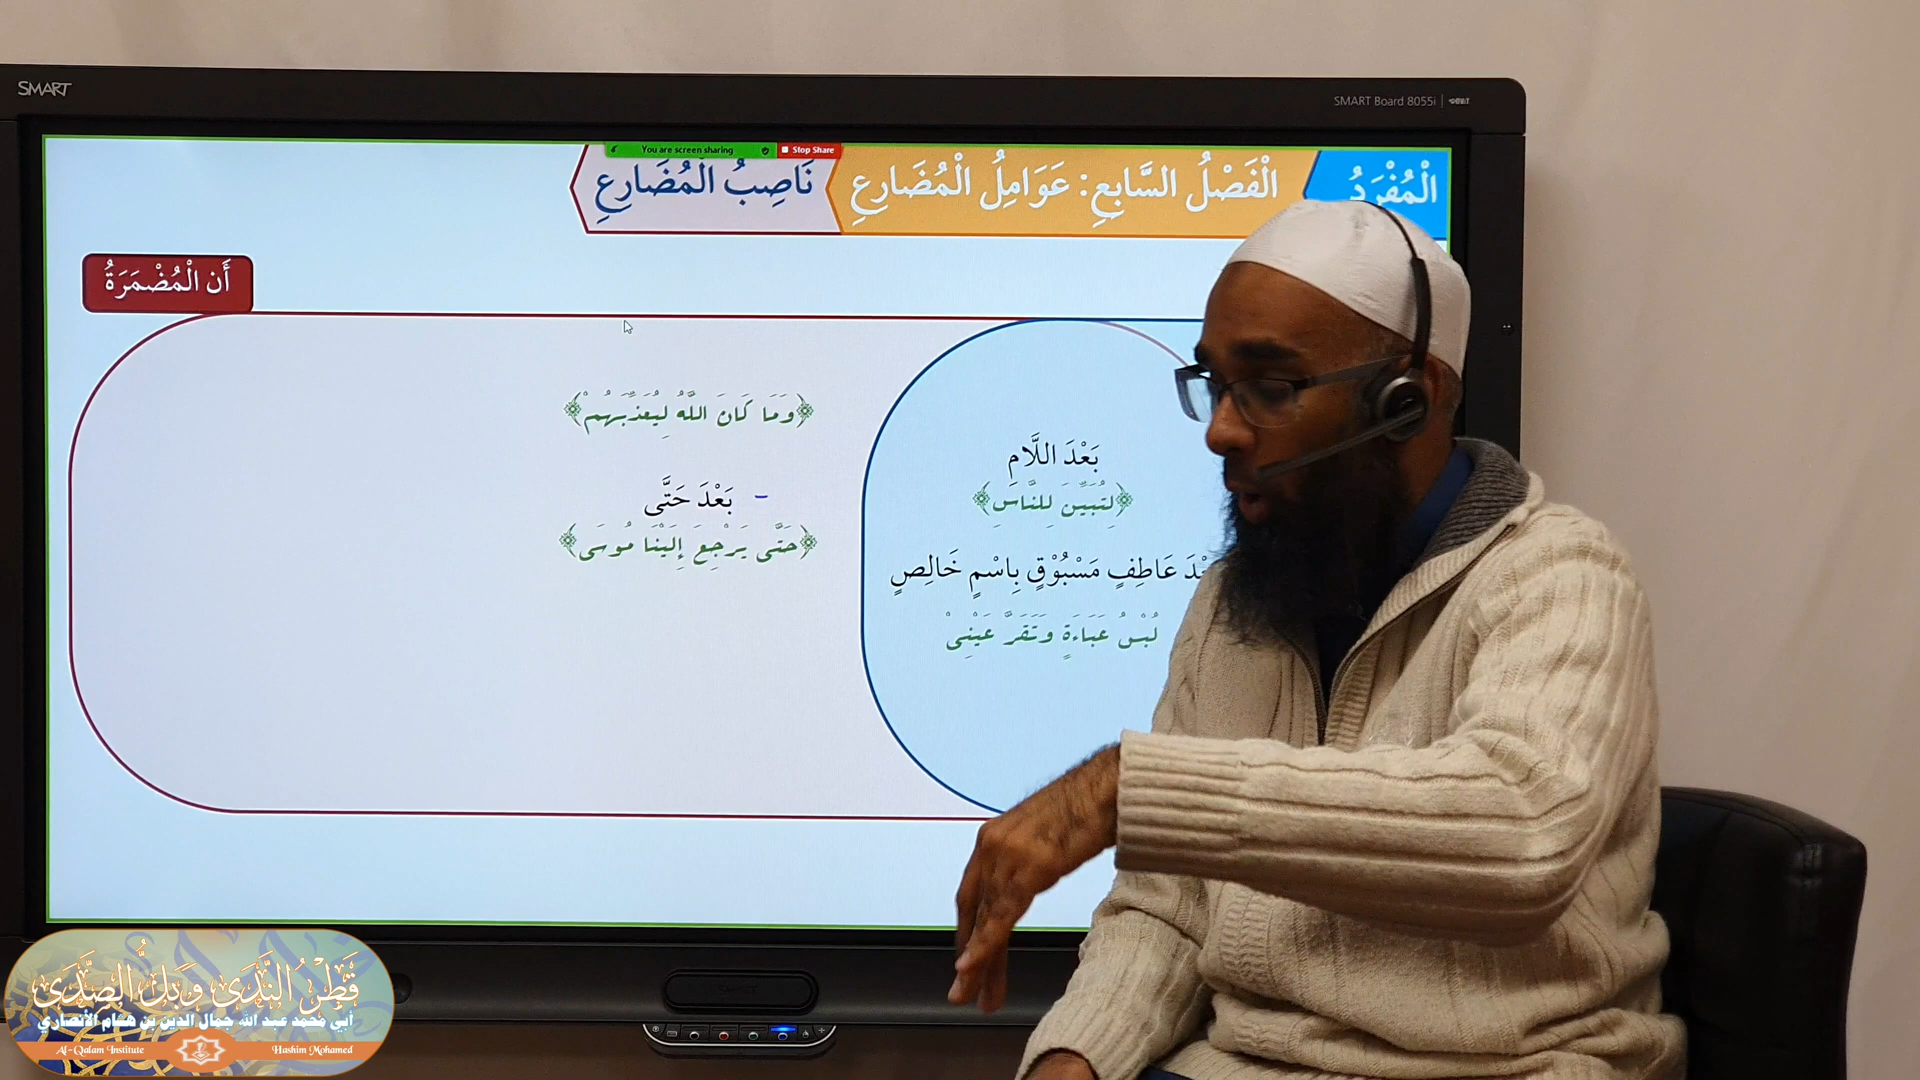 SMART
SMART Board 8055i
You are screen sharing
Stop Share
الْمُفْرَدُ
الْفَصْلُ السَّابِعِ: عَوَامِلُ الْمُضَارِعِ
نَاصِبُ الْمُضَارِعِ
أَن الْمُضْمَرَةُ
بَعْدَ اللَّامِ
﴿لِتُبَيِّنَ لِلنَّاسِ﴾
عَاطِفٍ مَسْبُوْقٍ بِاسْمٍ خَالِصٍ
لُبْسُ عَبَاءَةٍ وَتَقَرَّ عَيْنِيْ
﴿وَمَا كَانَ اللَّهُ لِيُعَذِّبَهُمْ﴾
- بَعْدَ حَتَّى
﴿حَتَّى يَرْجِعَ إِلَيْنَا مُوسَى﴾
قَطْرُ النَّدَى وَبَلُّ الصَّدَى
أبي محمد عبد الله جمال الدين بن هشام الأنصاري
Al-Qalam Institute
Hashim Mohamed